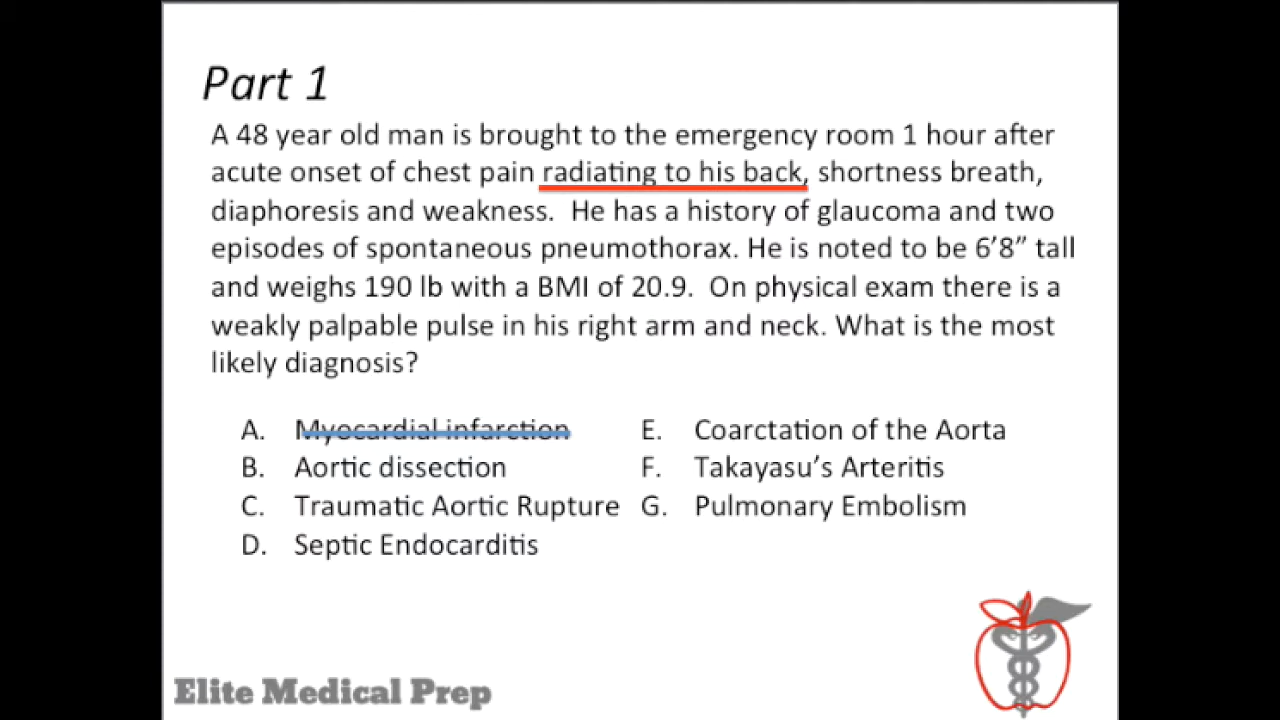 Part 1
A 48 year old man is brought to the emergency room 1 hour after
acute onset of chest pain radiating to his back, shortness breath,
diaphoresis and weakness. He has a history of glaucoma and two
episodes of spontaneous pneumothorax. He is noted to be 6’8” tall
and weighs 190 lb with a BMI of 20.9. On physical exam there is a
weakly palpable pulse in his right arm and neck. What is the most
likely diagnosis?
A. Myocardial infarction
B. Aortic dissection
C. Traumatic Aortic Rupture
D. Septic Endocarditis
E. Coarctation of the Aorta
F. Takayasu’s Arteritis
G. Pulmonary Embolism
Elite Medical Prep